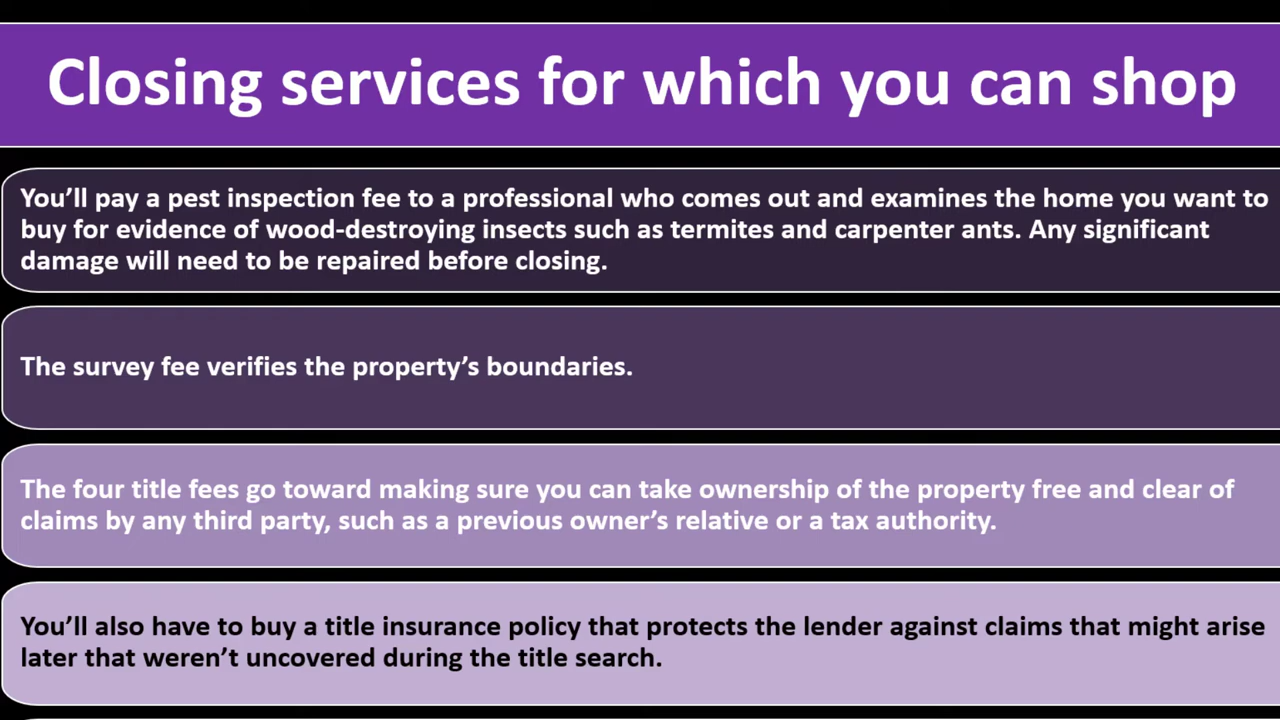 Closing services for which you can shop
You’ll pay a pest inspection fee to a professional who comes out and examines the home you want to
buy for evidence of wood-destroying insects such as termites and carpenter ants. Any significant
damage will need to be repaired before closing.
The survey fee verifies the property’s boundaries.
The four title fees go toward making sure you can take ownership of the property free and clear of
claims by any third party, such as a previous owner’s relative or a tax authority.
You’ll also have to buy a title insurance policy that protects the lender against claims that might arise
later that weren’t uncovered during the title search.